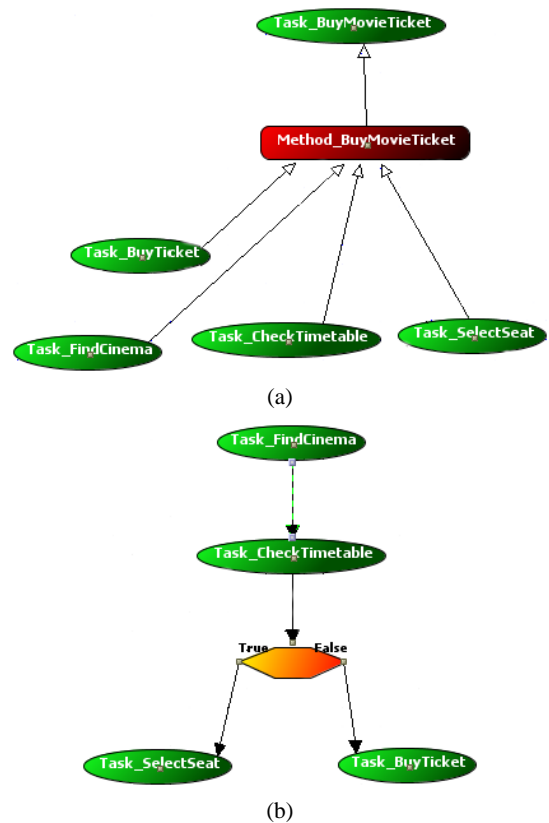 Task_BuyMovieTicket
Method_BuyMovieTicket
Task_BuyTicket
Task_FindCinema
Task_CheckTimetable
Task_SelectSeat
(a)
Task_FindCinema
Task_CheckTimetable
True False
Task_SelectSeat
Task_BuyTicket
(b)